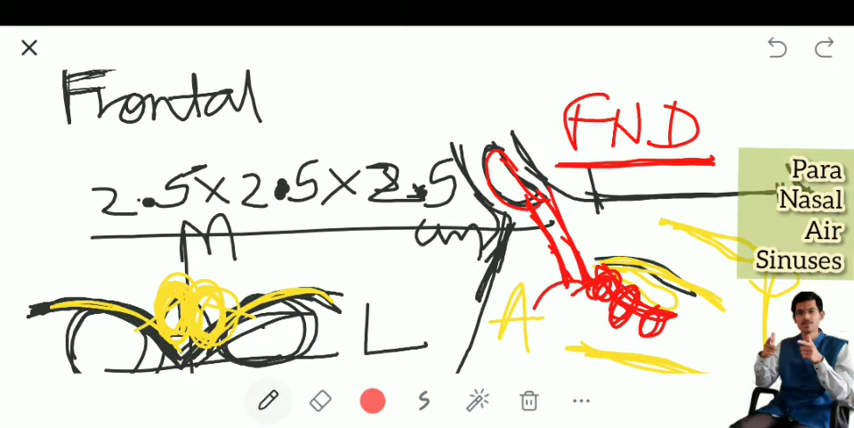 Frontal
FND
2.5×2.5×2.5
(cm)
M
L
A
Para
Nasal
Air
Sinuses